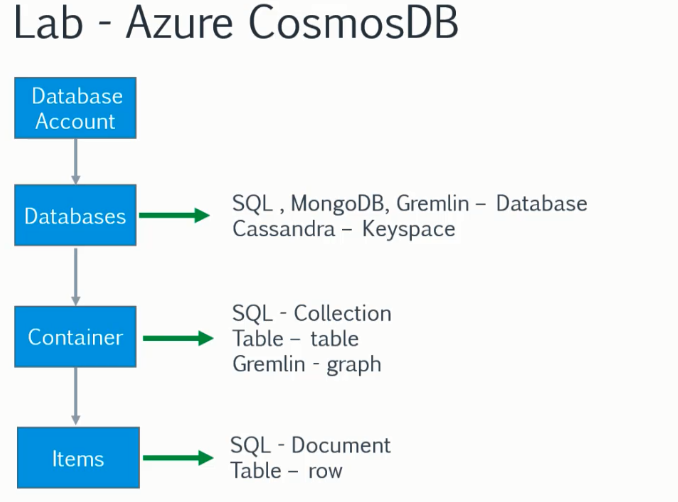 Lab - Azure CosmosDB
Database
Account
Databases
SQL , MongoDB, Gremlin – Database
Cassandra – Keyspace
Container
SQL - Collection
Table – table
Gremlin - graph
Items
SQL - Document
Table – row